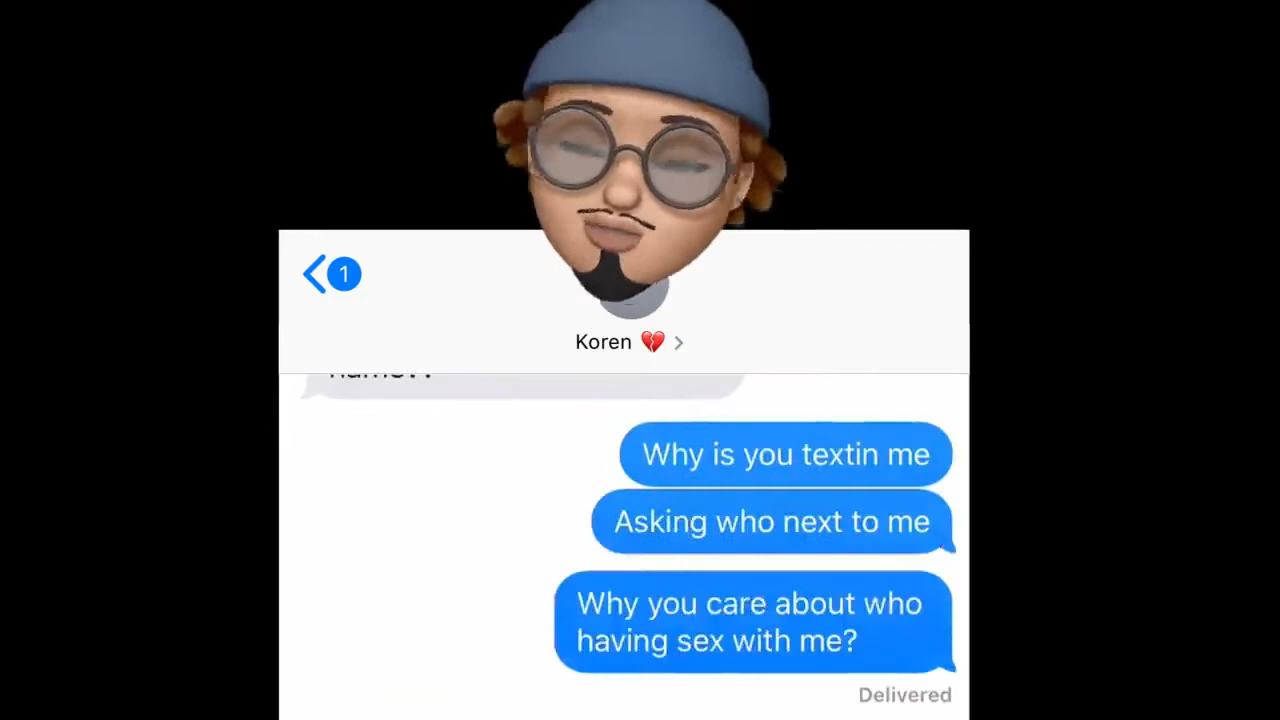 1
Koren 💔
Why is you textin me
Asking who next to me
Why you care about who
having sex with me?
Delivered